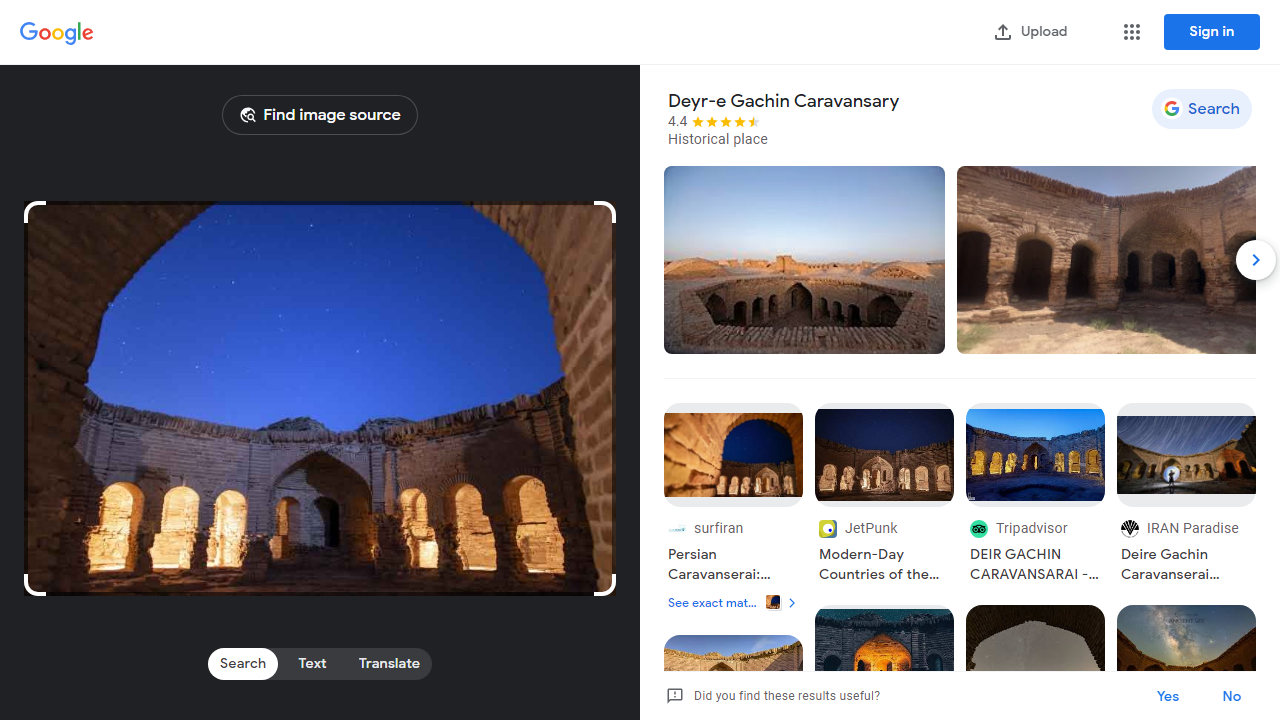 Google
Upload
Sign in
Find image source
Deyr-e Gachin Caravansary
4.4
Historical place
Search
surfiran
Persian
Caravanserai:...
See exact mat...
JetPunk
Modern-Day
Countries of the...
Tripadvisor
DEIR GACHIN
CARAVANSARAI -...
IRAN Paradise
Deire Gachin
Caravanserai...
Search
Text
Translate
Did you find these results useful?
Yes
No